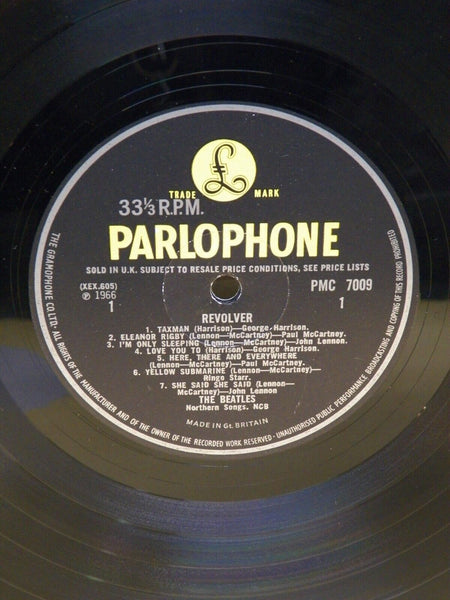 £
TRADE MARK
33⅓ R.P.M.
PARLOPHONE
SOLD IN U.K. SUBJECT TO RESALE PRICE CONDITIONS, SEE PRICE LISTS
(XEX.605) PMC 7009
℗ 1966
1 1
REVOLVER
1. TAXMAN (Harrison)—George Harrison.
2. ELEANOR RIGBY (Lennon—McCartney)—Paul McCartney.
3. I'M ONLY SLEEPING (Lennon—McCartney)—John Lennon.
4. LOVE YOU TO (Harrison)—George Harrison.
5. HERE, THERE AND EVERYWHERE
(Lennon—McCartney)—Paul McCartney.
6. YELLOW SUBMARINE (Lennon—McCartney)—
Ringo Starr.
7. SHE SAID SHE SAID (Lennon—
McCartney)—John Lennon
THE BEATLES
Northern Songs. NCB
MADE IN Gt. BRITAIN
THE GRAMOPHONE CO LTD. ALL RIGHTS OF THE MANUFACTURER AND OF THE OWNER OF THE RECORDED WORK RESERVED—UNAUTHORISED PUBLIC PERFORMANCE BROADCASTING AND COPYING OF THIS RECORD PROHIBITED